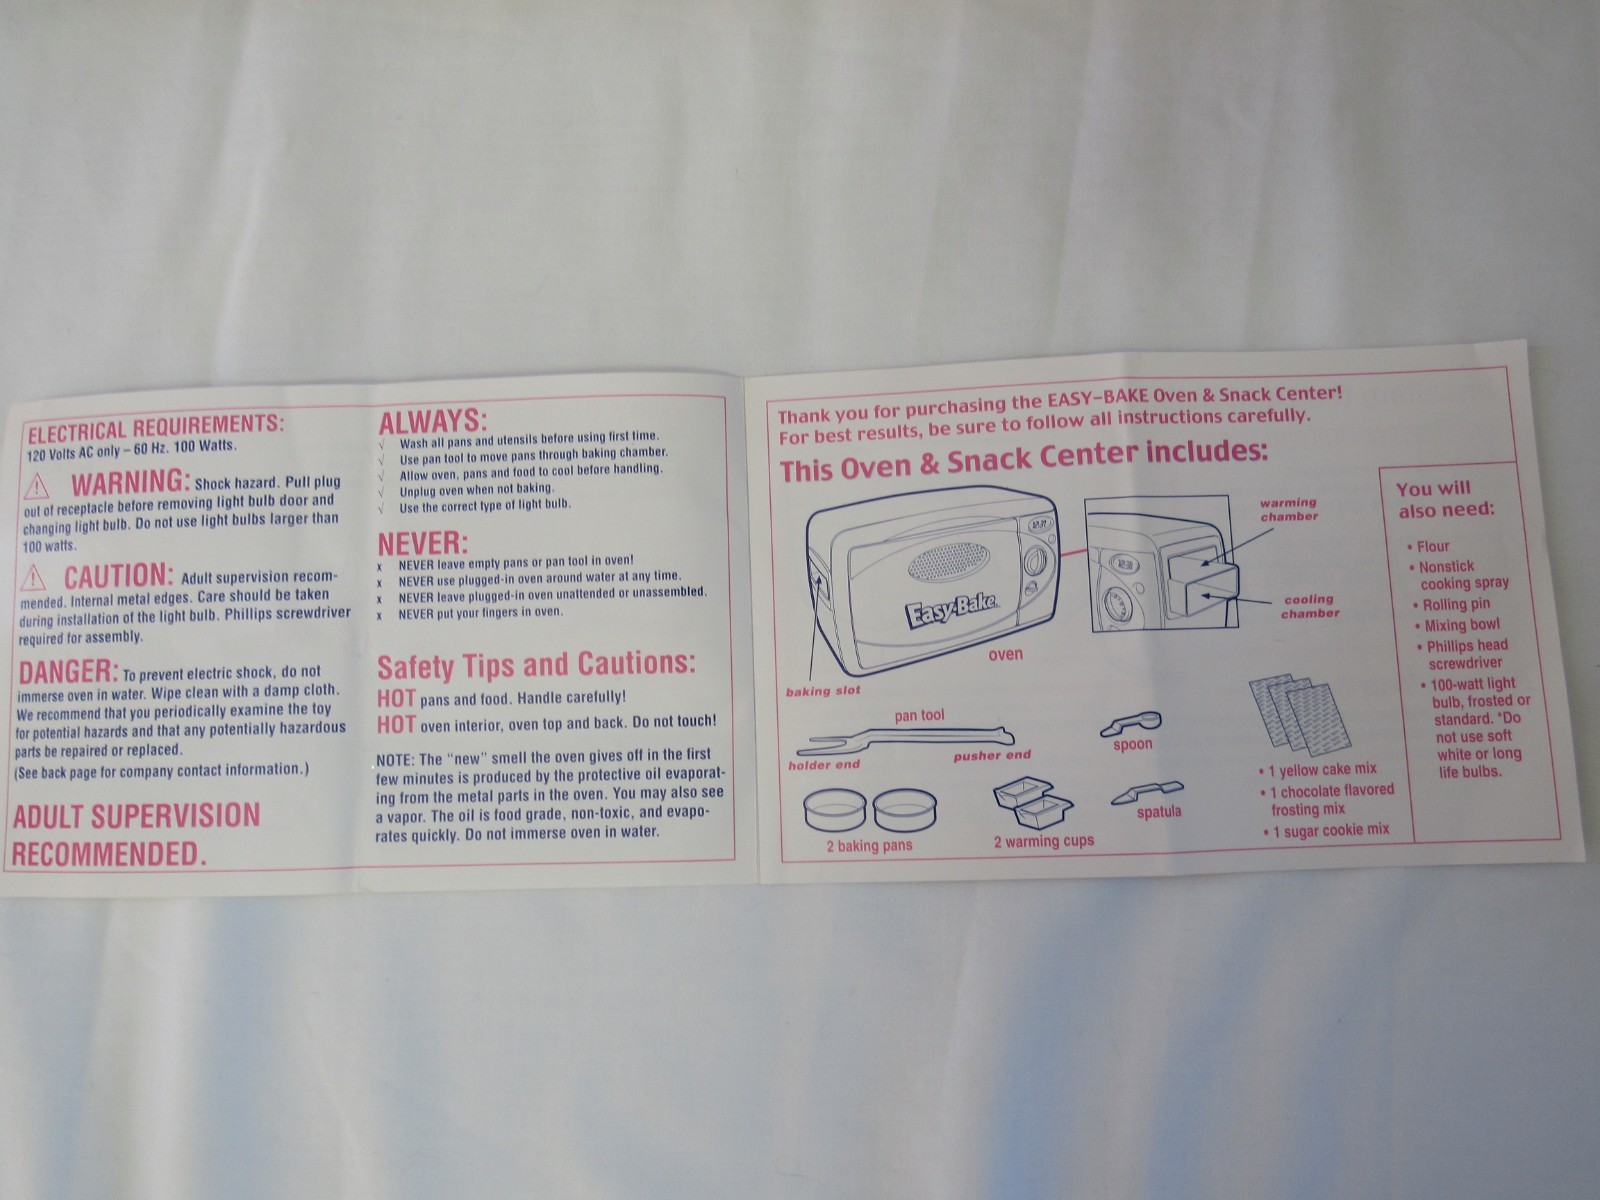 ELECTRICAL REQUIREMENTS:
120 Volts AC only – 60 Hz. 100 Watts.
WARNING: Shock hazard. Pull plug
out of receptacle before removing light bulb door and
changing light bulb. Do not use light bulbs larger than
100 watts.
CAUTION: Adult supervision recom-
mended. Internal metal edges. Care should be taken
during installation of the light bulb. Phillips screwdriver
required for assembly.
DANGER: To prevent electric shock, do not
immerse oven in water. Wipe clean with a damp cloth.
We recommend that you periodically examine the toy
for potential hazards and that any potentially hazardous
parts be repaired or replaced.
(See back page for company contact information.)
ADULT SUPERVISION
RECOMMENDED.
ALWAYS:
√ Wash all pans and utensils before using first time.
√ Use pan tool to move pans through baking chamber.
√ Allow oven, pans and food to cool before handling.
√ Unplug oven when not baking.
√ Use the correct type of light bulb.
NEVER:
x NEVER leave empty pans or pan tool in oven!
x NEVER use plugged-in oven around water at any time.
x NEVER leave plugged-in oven unattended or unassembled.
x NEVER put your fingers in oven.
Safety Tips and Cautions:
HOT pans and food. Handle carefully!
HOT oven interior, oven top and back. Do not touch!
NOTE: The "new" smell the oven gives off in the first
few minutes is produced by the protective oil evaporat-
ing from the metal parts in the oven. You may also see
a vapor. The oil is food grade, non-toxic, and evapo-
rates quickly. Do not immerse oven in water.
Thank you for purchasing the EASY-BAKE Oven & Snack Center!
For best results, be sure to follow all instructions carefully.
This Oven & Snack Center includes:
12:37
Easy-Bake
oven
baking slot
12:30
warming
chamber
cooling
chamber
pan tool
holder end
pusher end
spoon
spatula
2 baking pans
2 warming cups
• 1 yellow cake mix
• 1 chocolate flavored
frosting mix
• 1 sugar cookie mix
You will
also need:
• Flour
• Nonstick
cooking spray
• Rolling pin
• Mixing bowl
• Phillips head
screwdriver
• 100-watt light
bulb, frosted or
standard. *Do
not use soft
white or long
life bulbs.